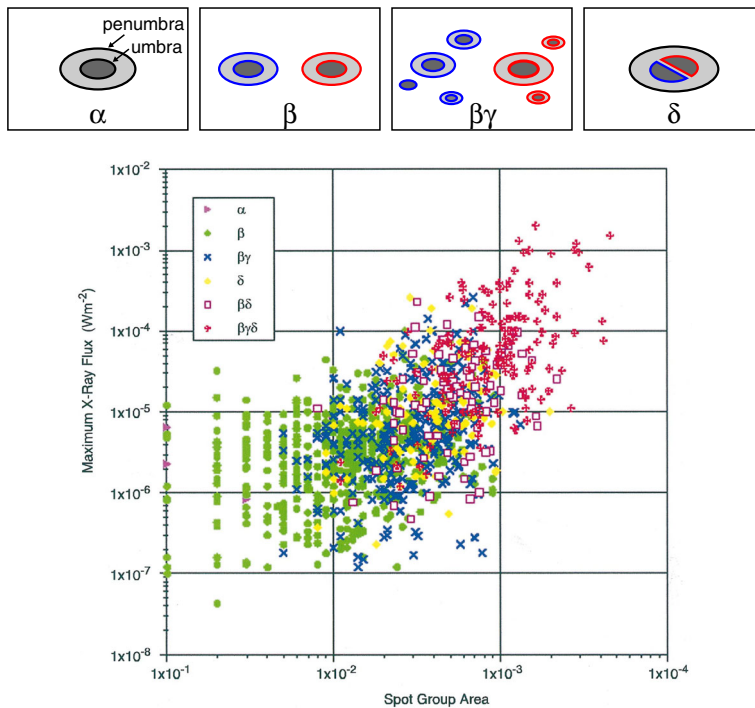 penumbra
umbra
α
β
βγ
δ
1x10-2
1x10-3
1x10-4
1x10-5
1x10-6
1x10-7
1x10-8
Maximum X-Ray Flux (Wm-2)
α
β
βγ
δ
βδ
βγδ
1x10-1
1x10-2
1x10-3
1x10-4
Spot Group Area